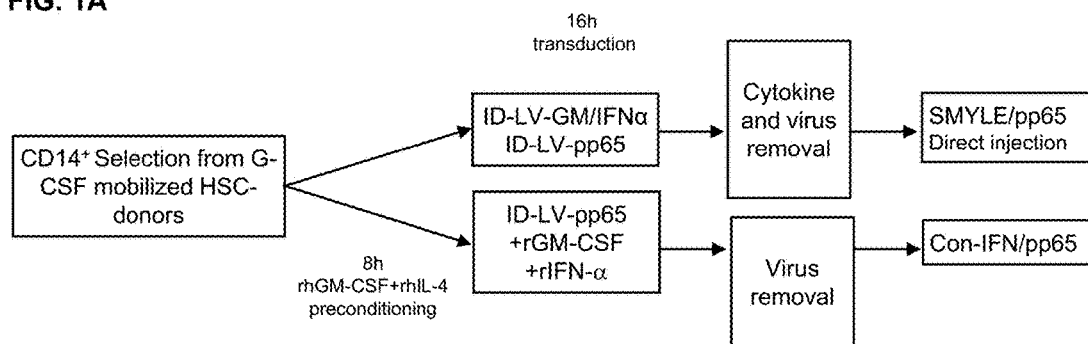 FIG. 1A
16h
transduction
CD14⁺ Selection from G-
CSF mobilized HSC-
donors
8h
rhGM-CSF+rhIL-4
preconditioning
ID-LV-GM/IFNα
ID-LV-pp65
Cytokine
and virus
removal
SMYLE/pp65
Direct injection
ID-LV-pp65
+rGM-CSF
+rIFN-α
Virus
removal
Con-IFN/pp65